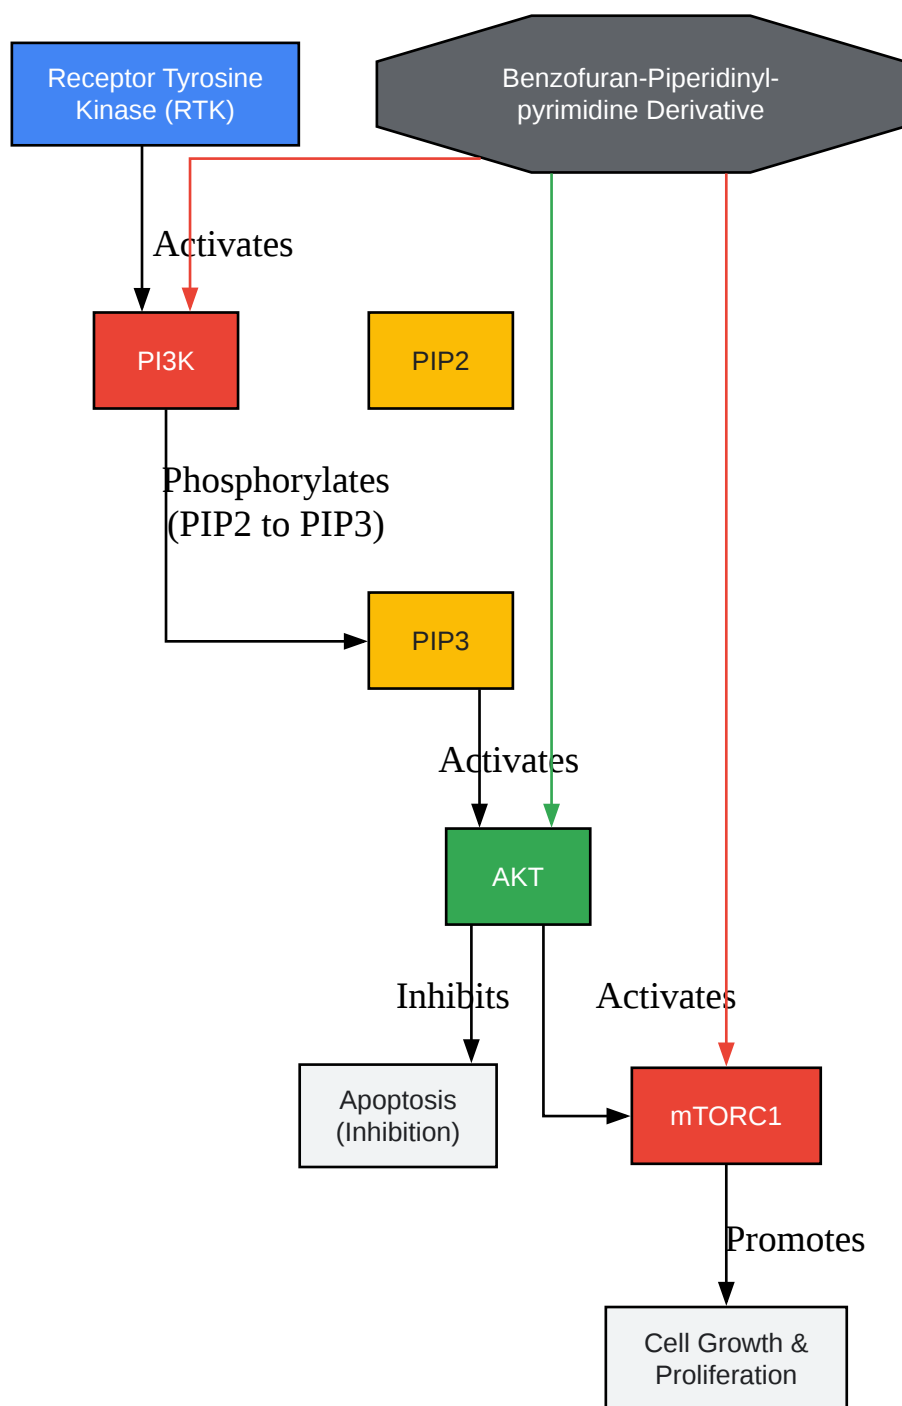 Receptor Tyrosine
Kinase (RTK)
Benzofuran-Piperidinyl-
pyrimidine Derivative
Activates
PI3K
PIP2
Phosphorylates
(PIP2 to PIP3)
PIP3
Activates
AKT
Inhibits
Activates
Apoptosis
(Inhibition)
mTORC1
Promotes
Cell Growth &
Proliferation